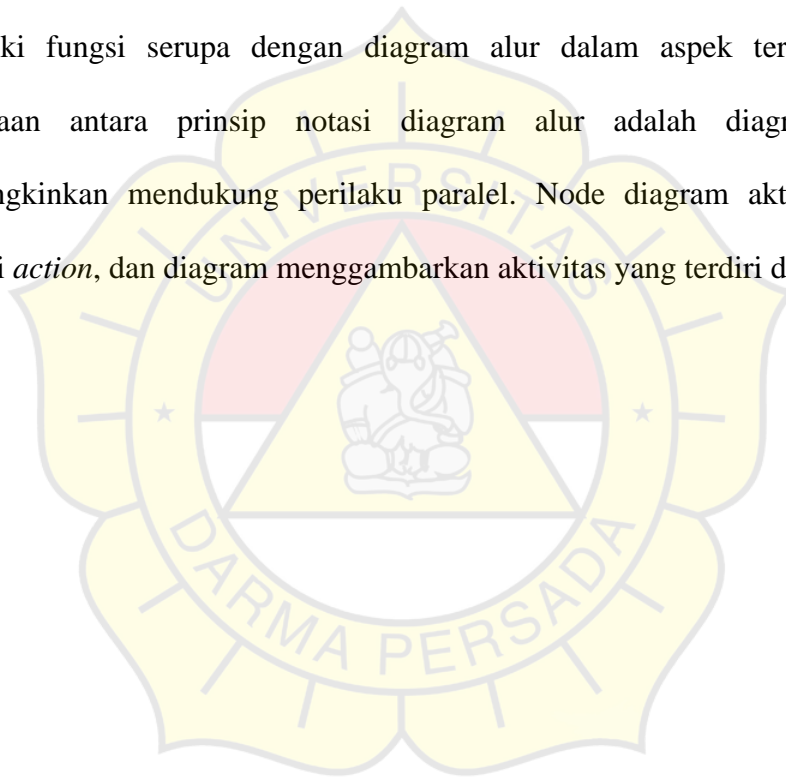 ki fungsi serupa dengan diagram alur dalam aspek ter
aan antara prinsip notasi diagram alur adalah diagr
ngkinkan mendukung perilaku paralel. Node diagram akt
i action, dan diagram menggambarkan aktivitas yang terdiri d
UNIVERSITAS
DARMA PERSADA